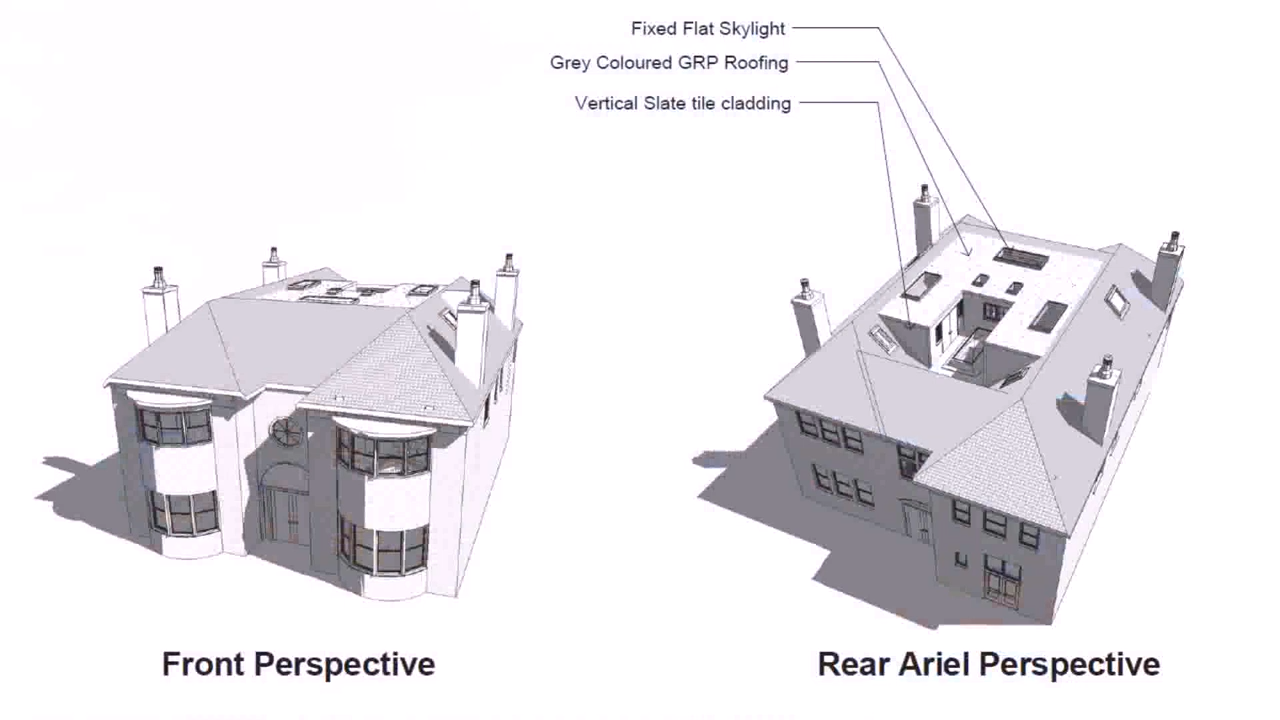 Fixed Flat Skylight
Grey Coloured GRP Roofing
Vertical Slate tile cladding
Front Perspective
Rear Ariel Perspective